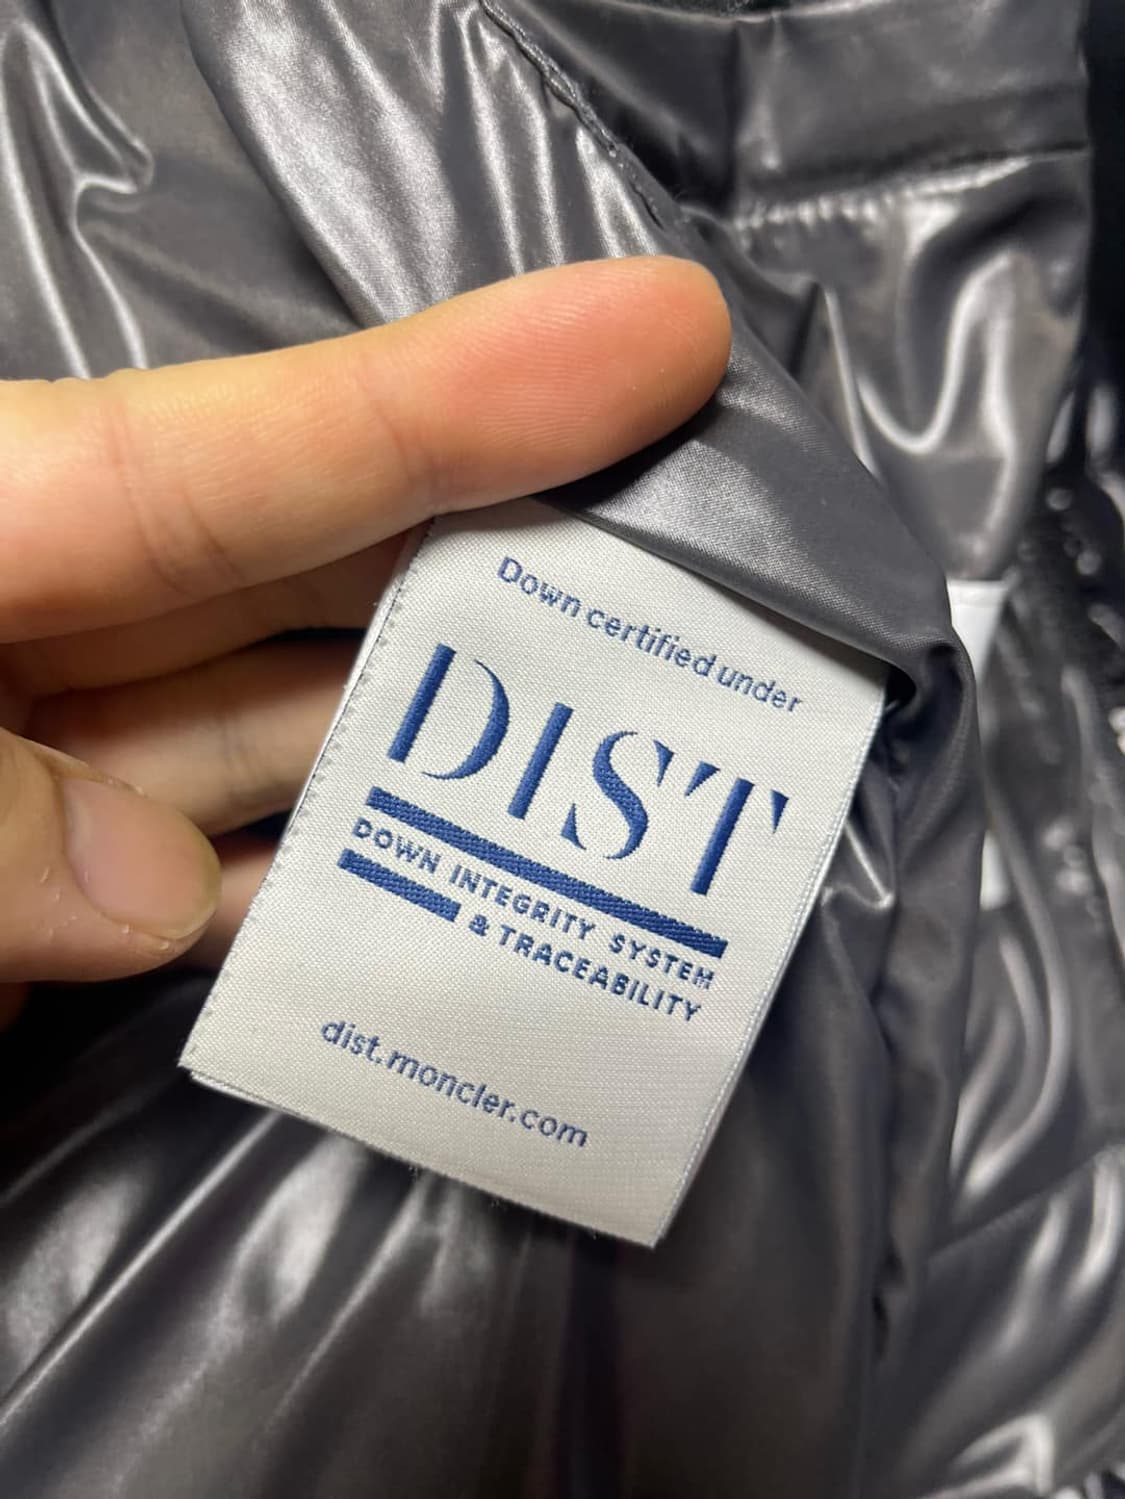 Down certified under
DIST
DOWN INTEGRITY SYSTEM
& TRACEABILITY
dist.moncler.com